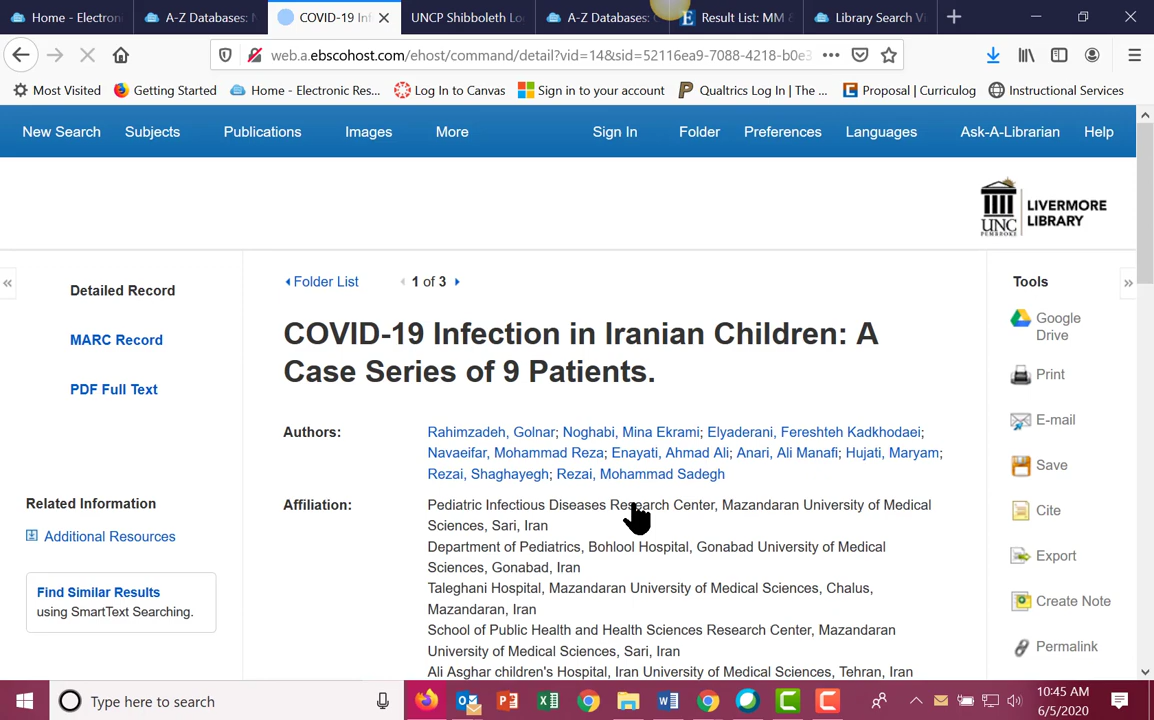 Home - Electroni
A-Z Databases: N
COVID-19 Inf
UNCP Shibboleth Lo
A-Z Databases: C
Result List: MM &
Library Search Vi
web.a.ebscohost.com/ehost/command/detail?vid=14&sid=52116ea9-7088-4218-b0e3
Most Visited
Getting Started
Home - Electronic Res...
Log In to Canvas
Sign in to your account
Qualtrics Log In | The ...
Proposal | Curriculog
Instructional Services
New Search
Subjects
Publications
Images
More
Sign In
Folder
Preferences
Languages
Ask-A-Librarian
Help
UNC
PEMBROKE
LIVERMORE
LIBRARY
Detailed Record
MARC Record
PDF Full Text
Related Information
Additional Resources
Find Similar Results
using SmartText Searching.
Folder List
1 of 3
COVID-19 Infection in Iranian Children: A
Case Series of 9 Patients.
Authors:
Rahimzadeh, Golnar; Noghabi, Mina Ekrami; Elyaderani, Fereshteh Kadkhodaei;
Navaeifar, Mohammad Reza; Enayati, Ahmad Ali; Anari, Ali Manafi; Hujati, Maryam;
Rezai, Shaghayegh; Rezai, Mohammad Sadegh
Affiliation:
Pediatric Infectious Diseases Research Center, Mazandaran University of Medical
Sciences, Sari, Iran
Department of Pediatrics, Bohlool Hospital, Gonabad University of Medical
Sciences, Gonabad, Iran
Taleghani Hospital, Mazandaran University of Medical Sciences, Chalus,
Mazandaran, Iran
School of Public Health and Health Sciences Research Center, Mazandaran
University of Medical Sciences, Sari, Iran
Ali Asghar children's Hospital, Iran University of Medical Sciences, Tehran, Iran
Tools
Google
Drive
Print
E-mail
Save
Cite
Export
Create Note
Permalink
Type here to search
10:45 AM
6/5/2020